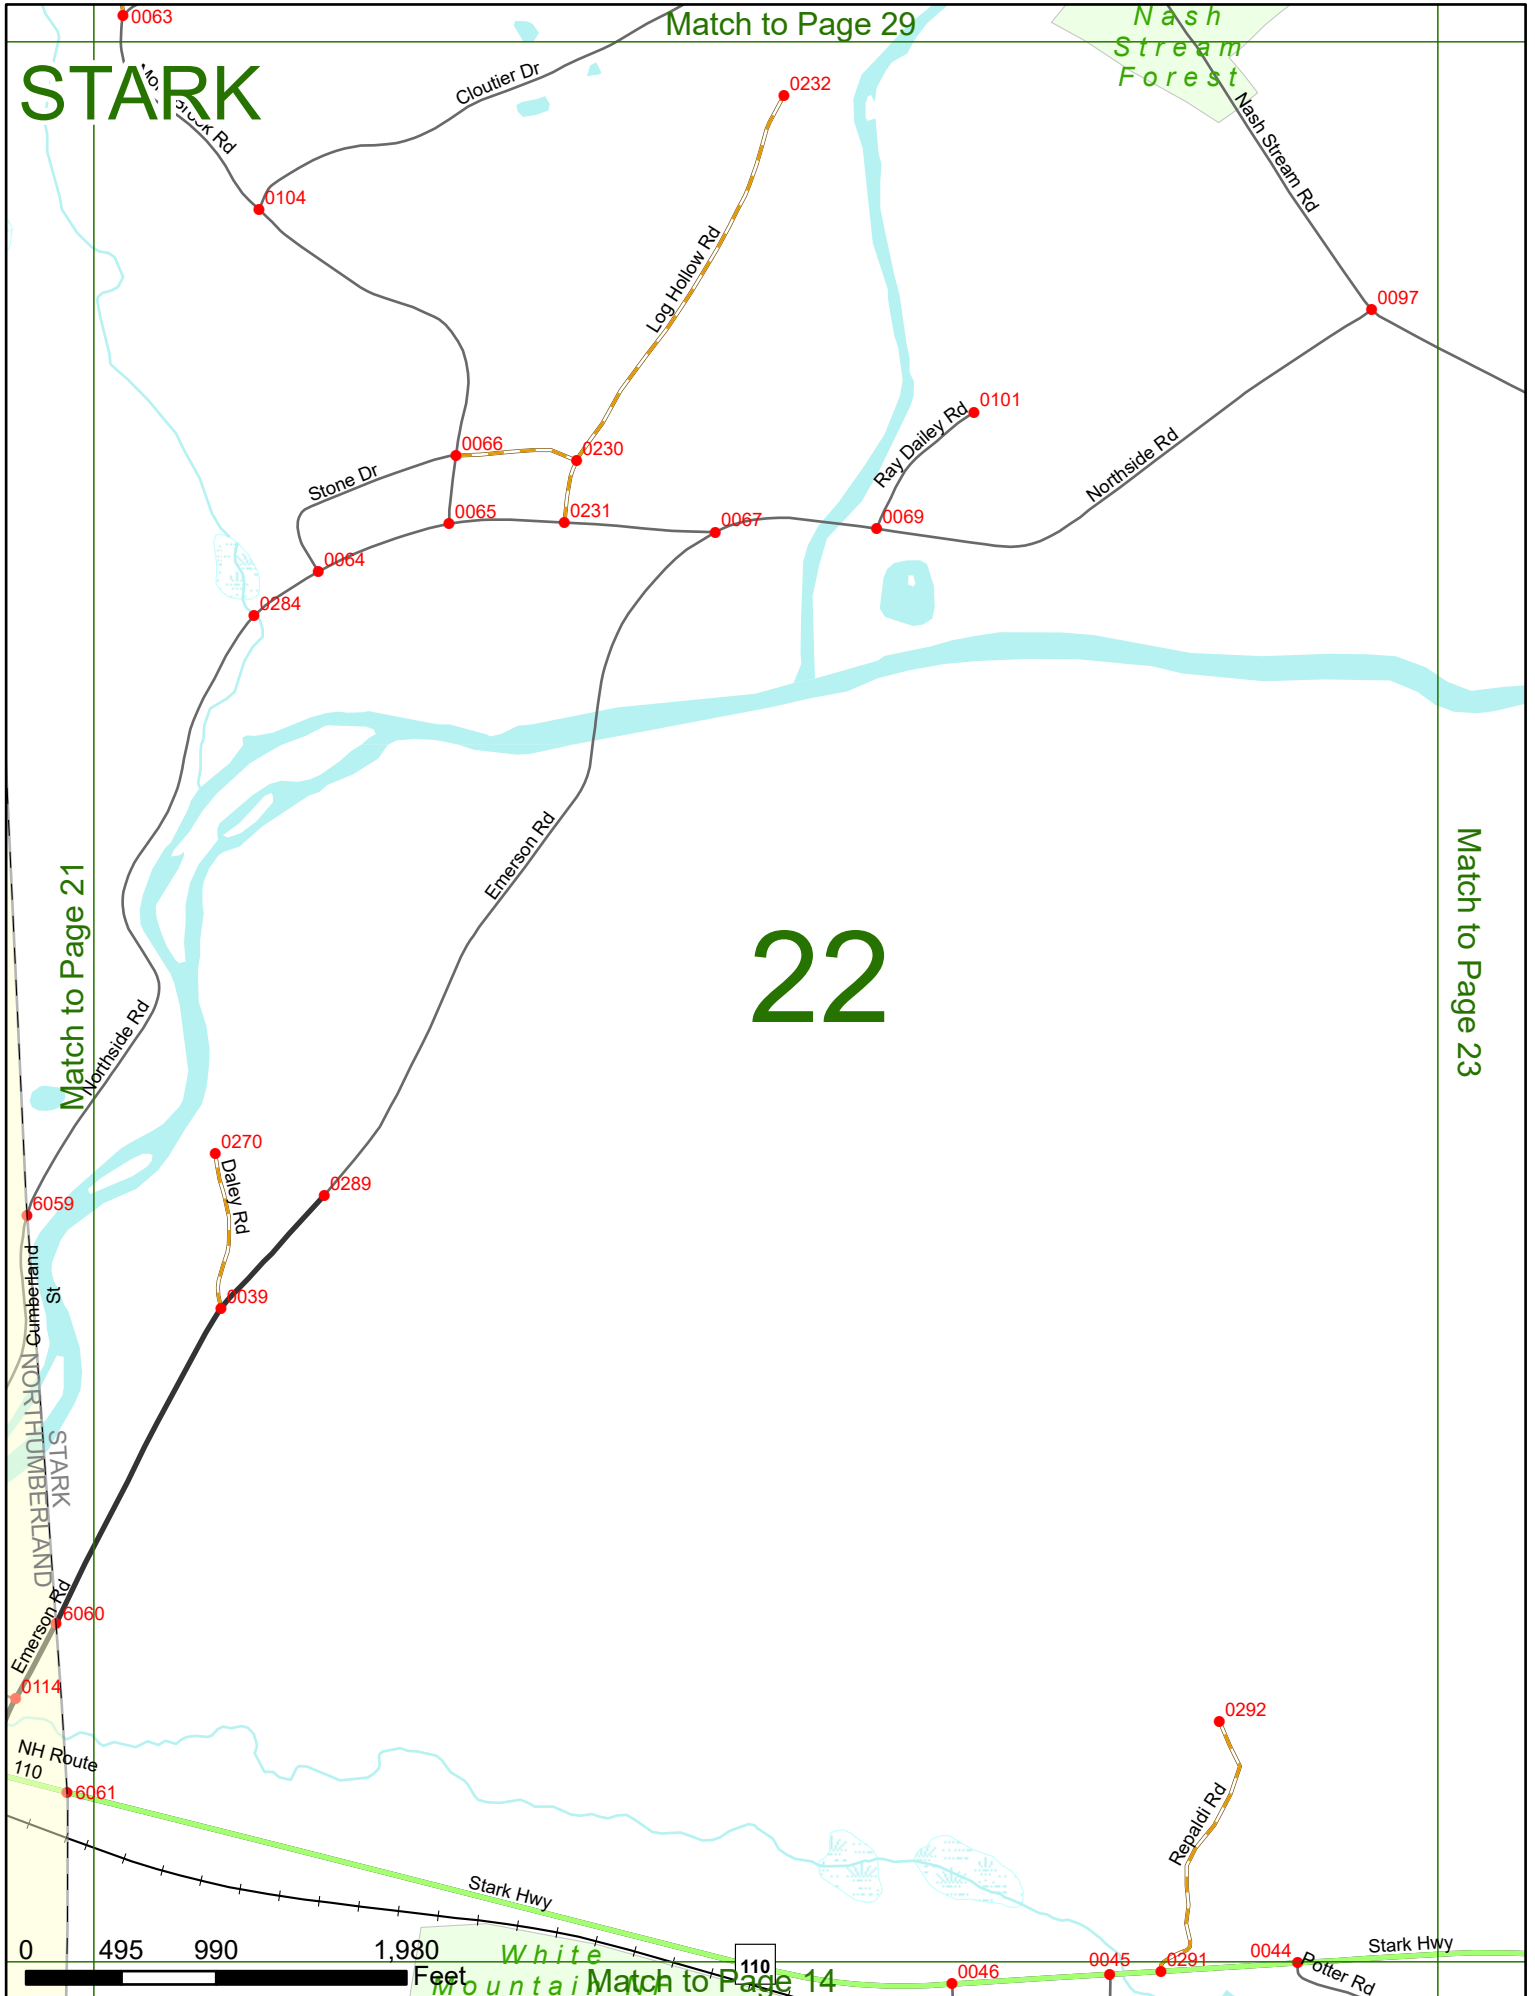 0063
Match to Page 29
Nash
Stream
Forest
STARK
Cloutier Dr
0232
Rd
Nash Stream Rd
0104
Log Hollow Rd
0097
0101
Ray Dailey Rd
Northside Rd
0066
0230
Stone Dr
0065
0231
0067
0069
0064
0284
Emerson Rd
Match to Page 21
22
Match to Page 23
Northside Rd
0270
Daley Rd
0289
6059
Cumberland
St
0039
NORTHUMBERLAND
STARK
Emerson Rd
6060
0114
0292
NH Route
110
6061
Repaldi Rd
Stark Hwy
0 495 990 1,980
Feet
White
Mountain NF
110
Match to Page 14
0046
0045
0291
0044
Stark Hwy
Potter Rd